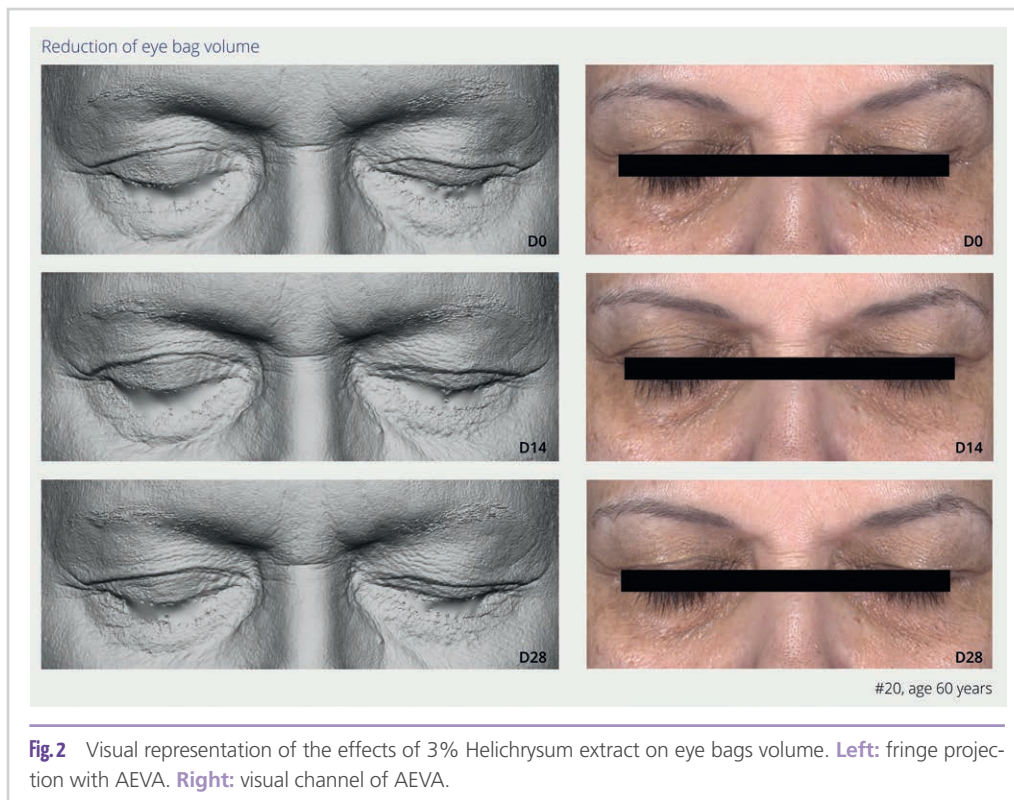 Reduction of eye bag volume
D0
D0
D14
D14
D28
D28
#20, age 60 years
Fig. 2 Visual representation of the effects of 3% Helichrysum extract on eye bags volume. Left: fringe projec-
tion with AEVA. Right: visual channel of AEVA.